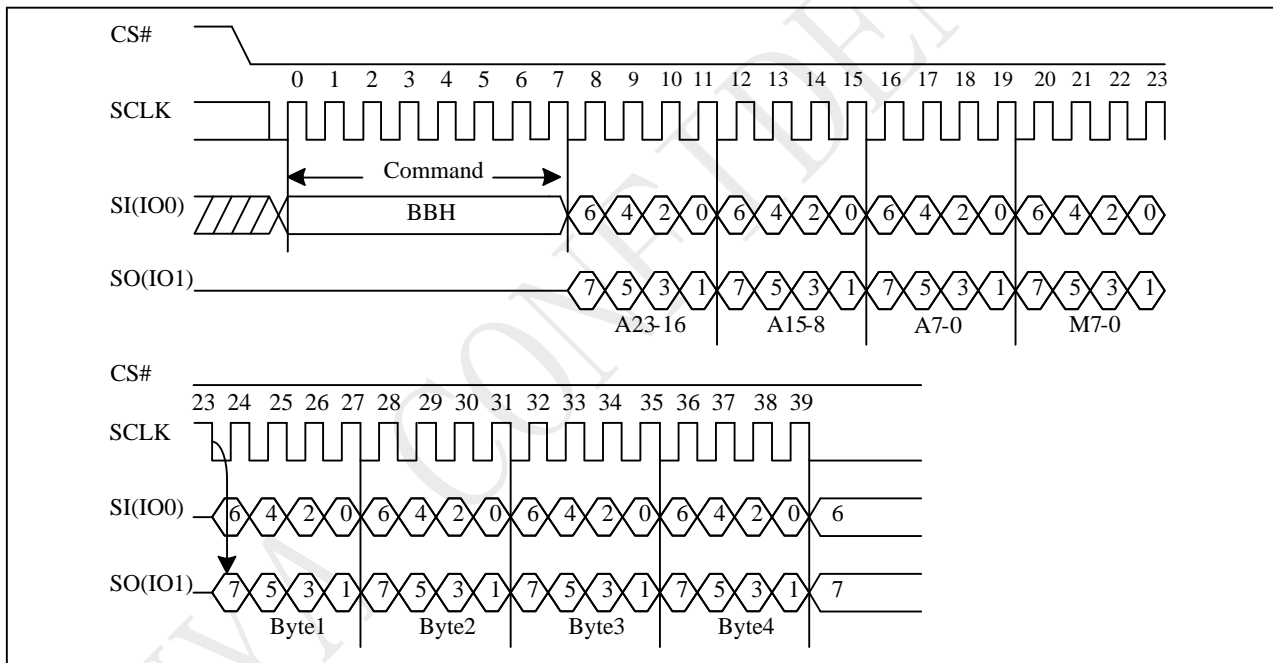 CS#
0 1 2 3 4 5 6 7 8 9 10 11 12 13 14 15 16 17 18 19 20 21 22 23
SCLK
Command
SI(IO0) BBH 6 4 2 0 6 4 2 0 6 4 2 0 6 4 2 0
SO(IO1) 7 5 3 1 7 5 3 1 7 5 3 1 7 5 3 1
A23-16 A15-8 A7-0 M7-0
CS#
23 24 25 26 27 28 29 30 31 32 33 34 35 36 37 38 39
SCLK
SI(IO0) 6 4 2 0 6 4 2 0 6 4 2 0 6 4 2 0 6
SO(IO1) 7 5 3 1 7 5 3 1 7 5 3 1 7 5 3 1 7
Byte1 Byte2 Byte3 Byte4